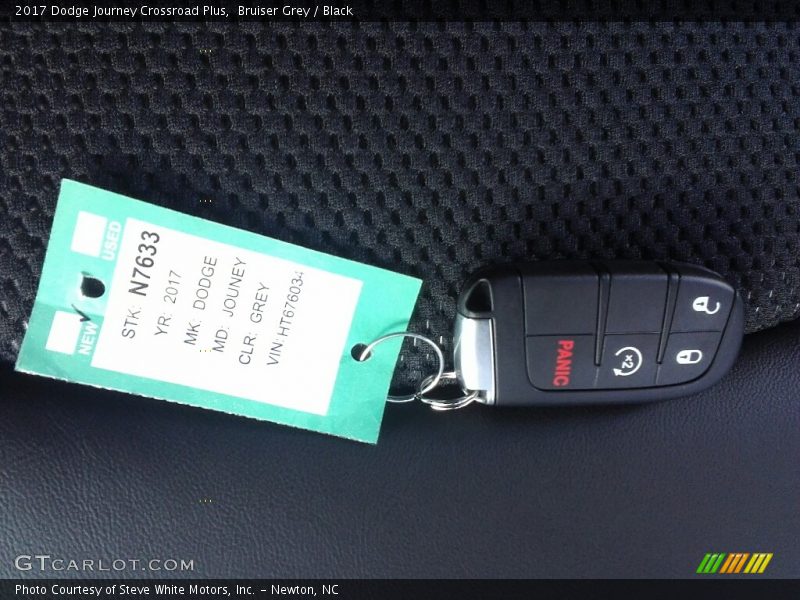 2017 Dodge Journey Crossroad Plus,  Bruiser Grey / Black
USED
NEW
STK: N7633
YR: 2017
MK: DODGE
MD: JOUNEY
CLR: GREY
VIN:HT676034
PANIC
x2
GTCARLOT.COM
Photo Courtesy of Steve White Motors, Inc. – Newton, NC